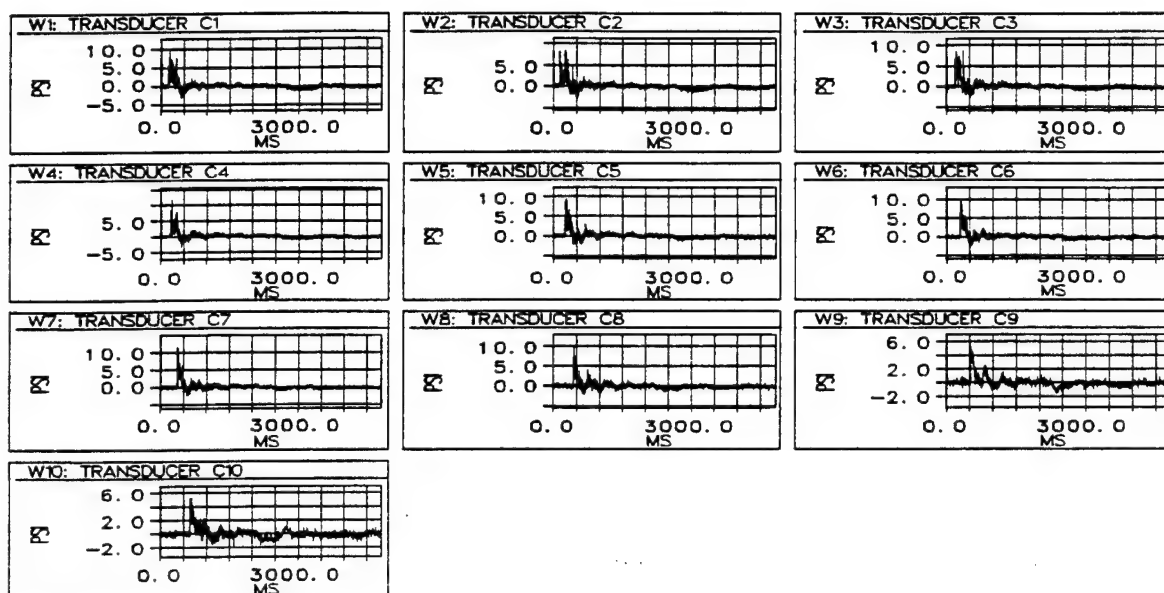 W1: TRANSDUCER C1
10.0
5.0
0.0
-5.0
0.0 3000.0
MS
W2: TRANSDUCER C2
5.0
0.0
0.0 3000.0
MS
W3: TRANSDUCER C3
10.0
5.0
0.0
0.0 3000.0
MS
W4: TRANSDUCER C4
5.0
-5.0
0.0 3000.0
MS
W5: TRANSDUCER C5
10.0
5.0
0.0
0.0 3000.0
MS
W6: TRANSDUCER C6
10.0
5.0
0.0
0.0 3000.0
MS
W7: TRANSDUCER C7
10.0
5.0
0.0
0.0 3000.0
MS
W8: TRANSDUCER C8
10.0
5.0
0.0
0.0 3000.0
MS
W9: TRANSDUCER C9
6.0
2.0
-2.0
0.0 3000.0
MS
W10: TRANSDUCER C10
6.0
2.0
-2.0
0.0 3000.0
MS